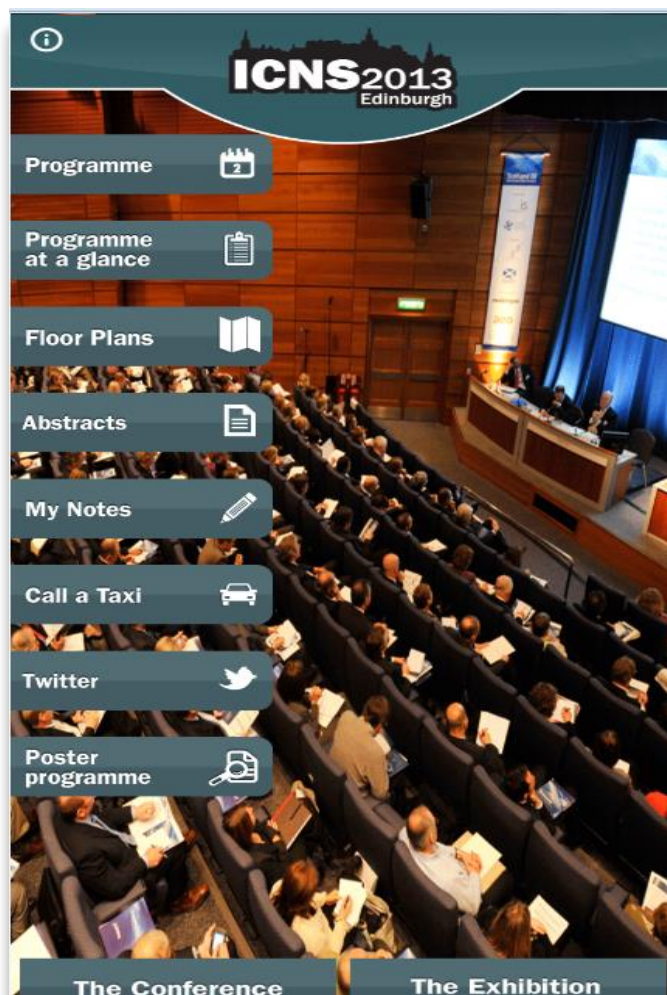 ICNS2013
Edinburgh
Programme
2
Programme
at a glance
Floor Plans
Abstracts
My Notes
Call a Taxi
Twitter
Poster
programme
The Conference
The Exhibition